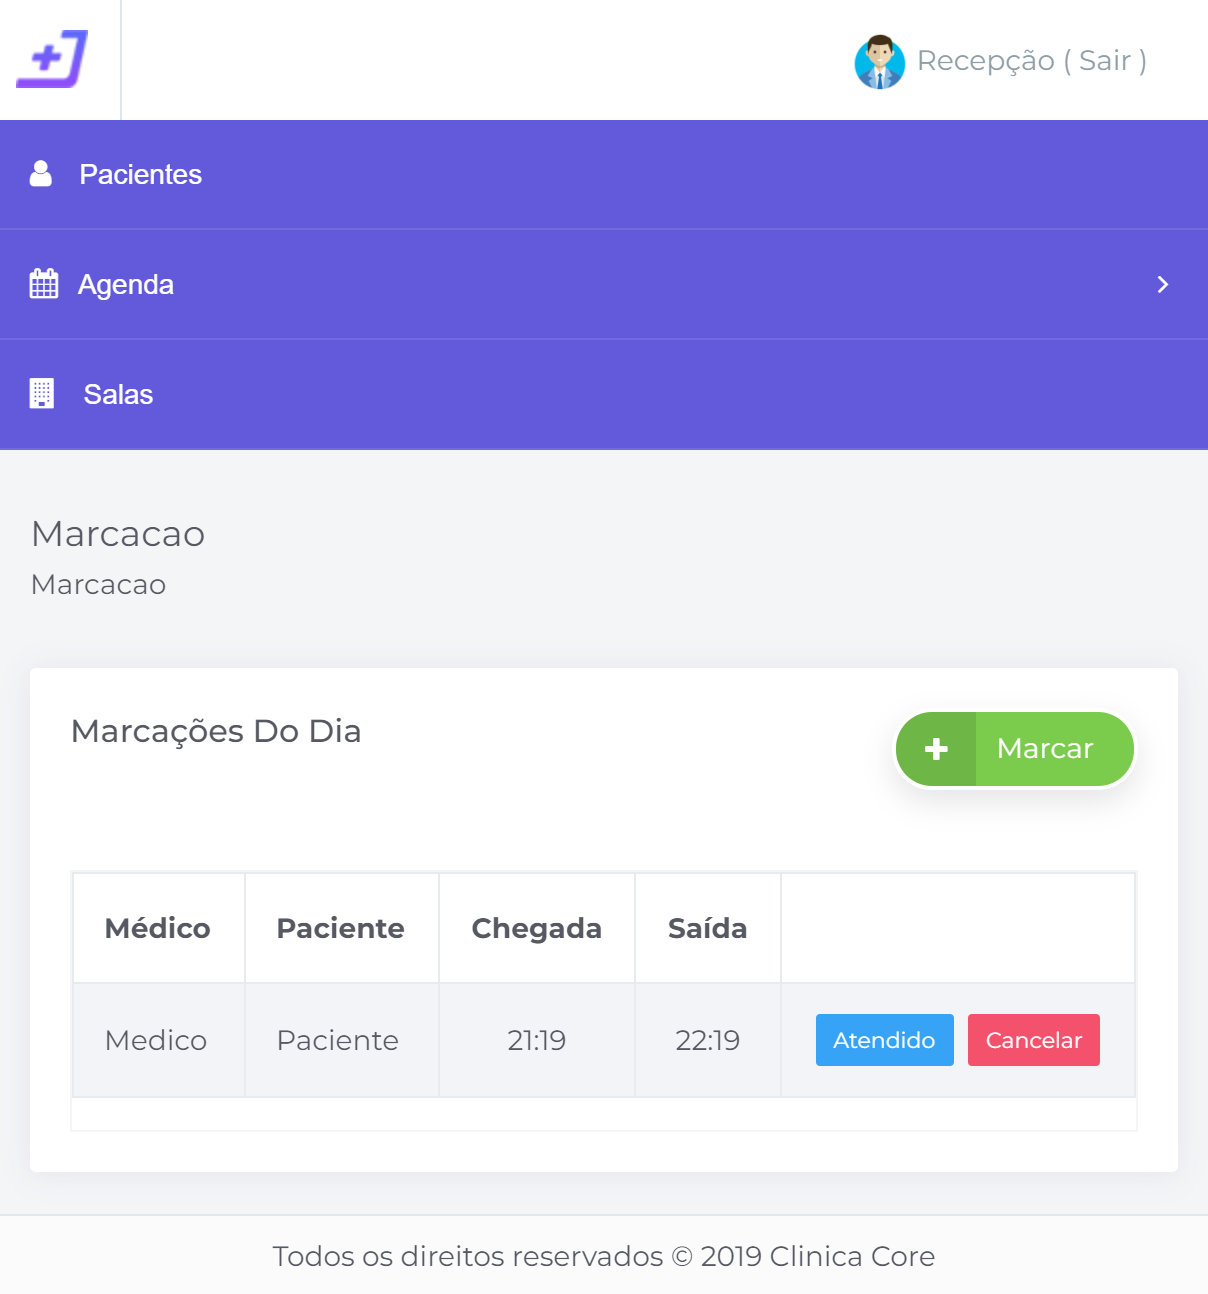 Recepção ( Sair )
Pacientes
Agenda
Salas
Marcacao
Marcacao
Marcações Do Dia
Marcar
Médico Paciente Chegada Saída
Medico Paciente 21:19 22:19 Atendido Cancelar
Todos os direitos reservados © 2019 Clinica Core